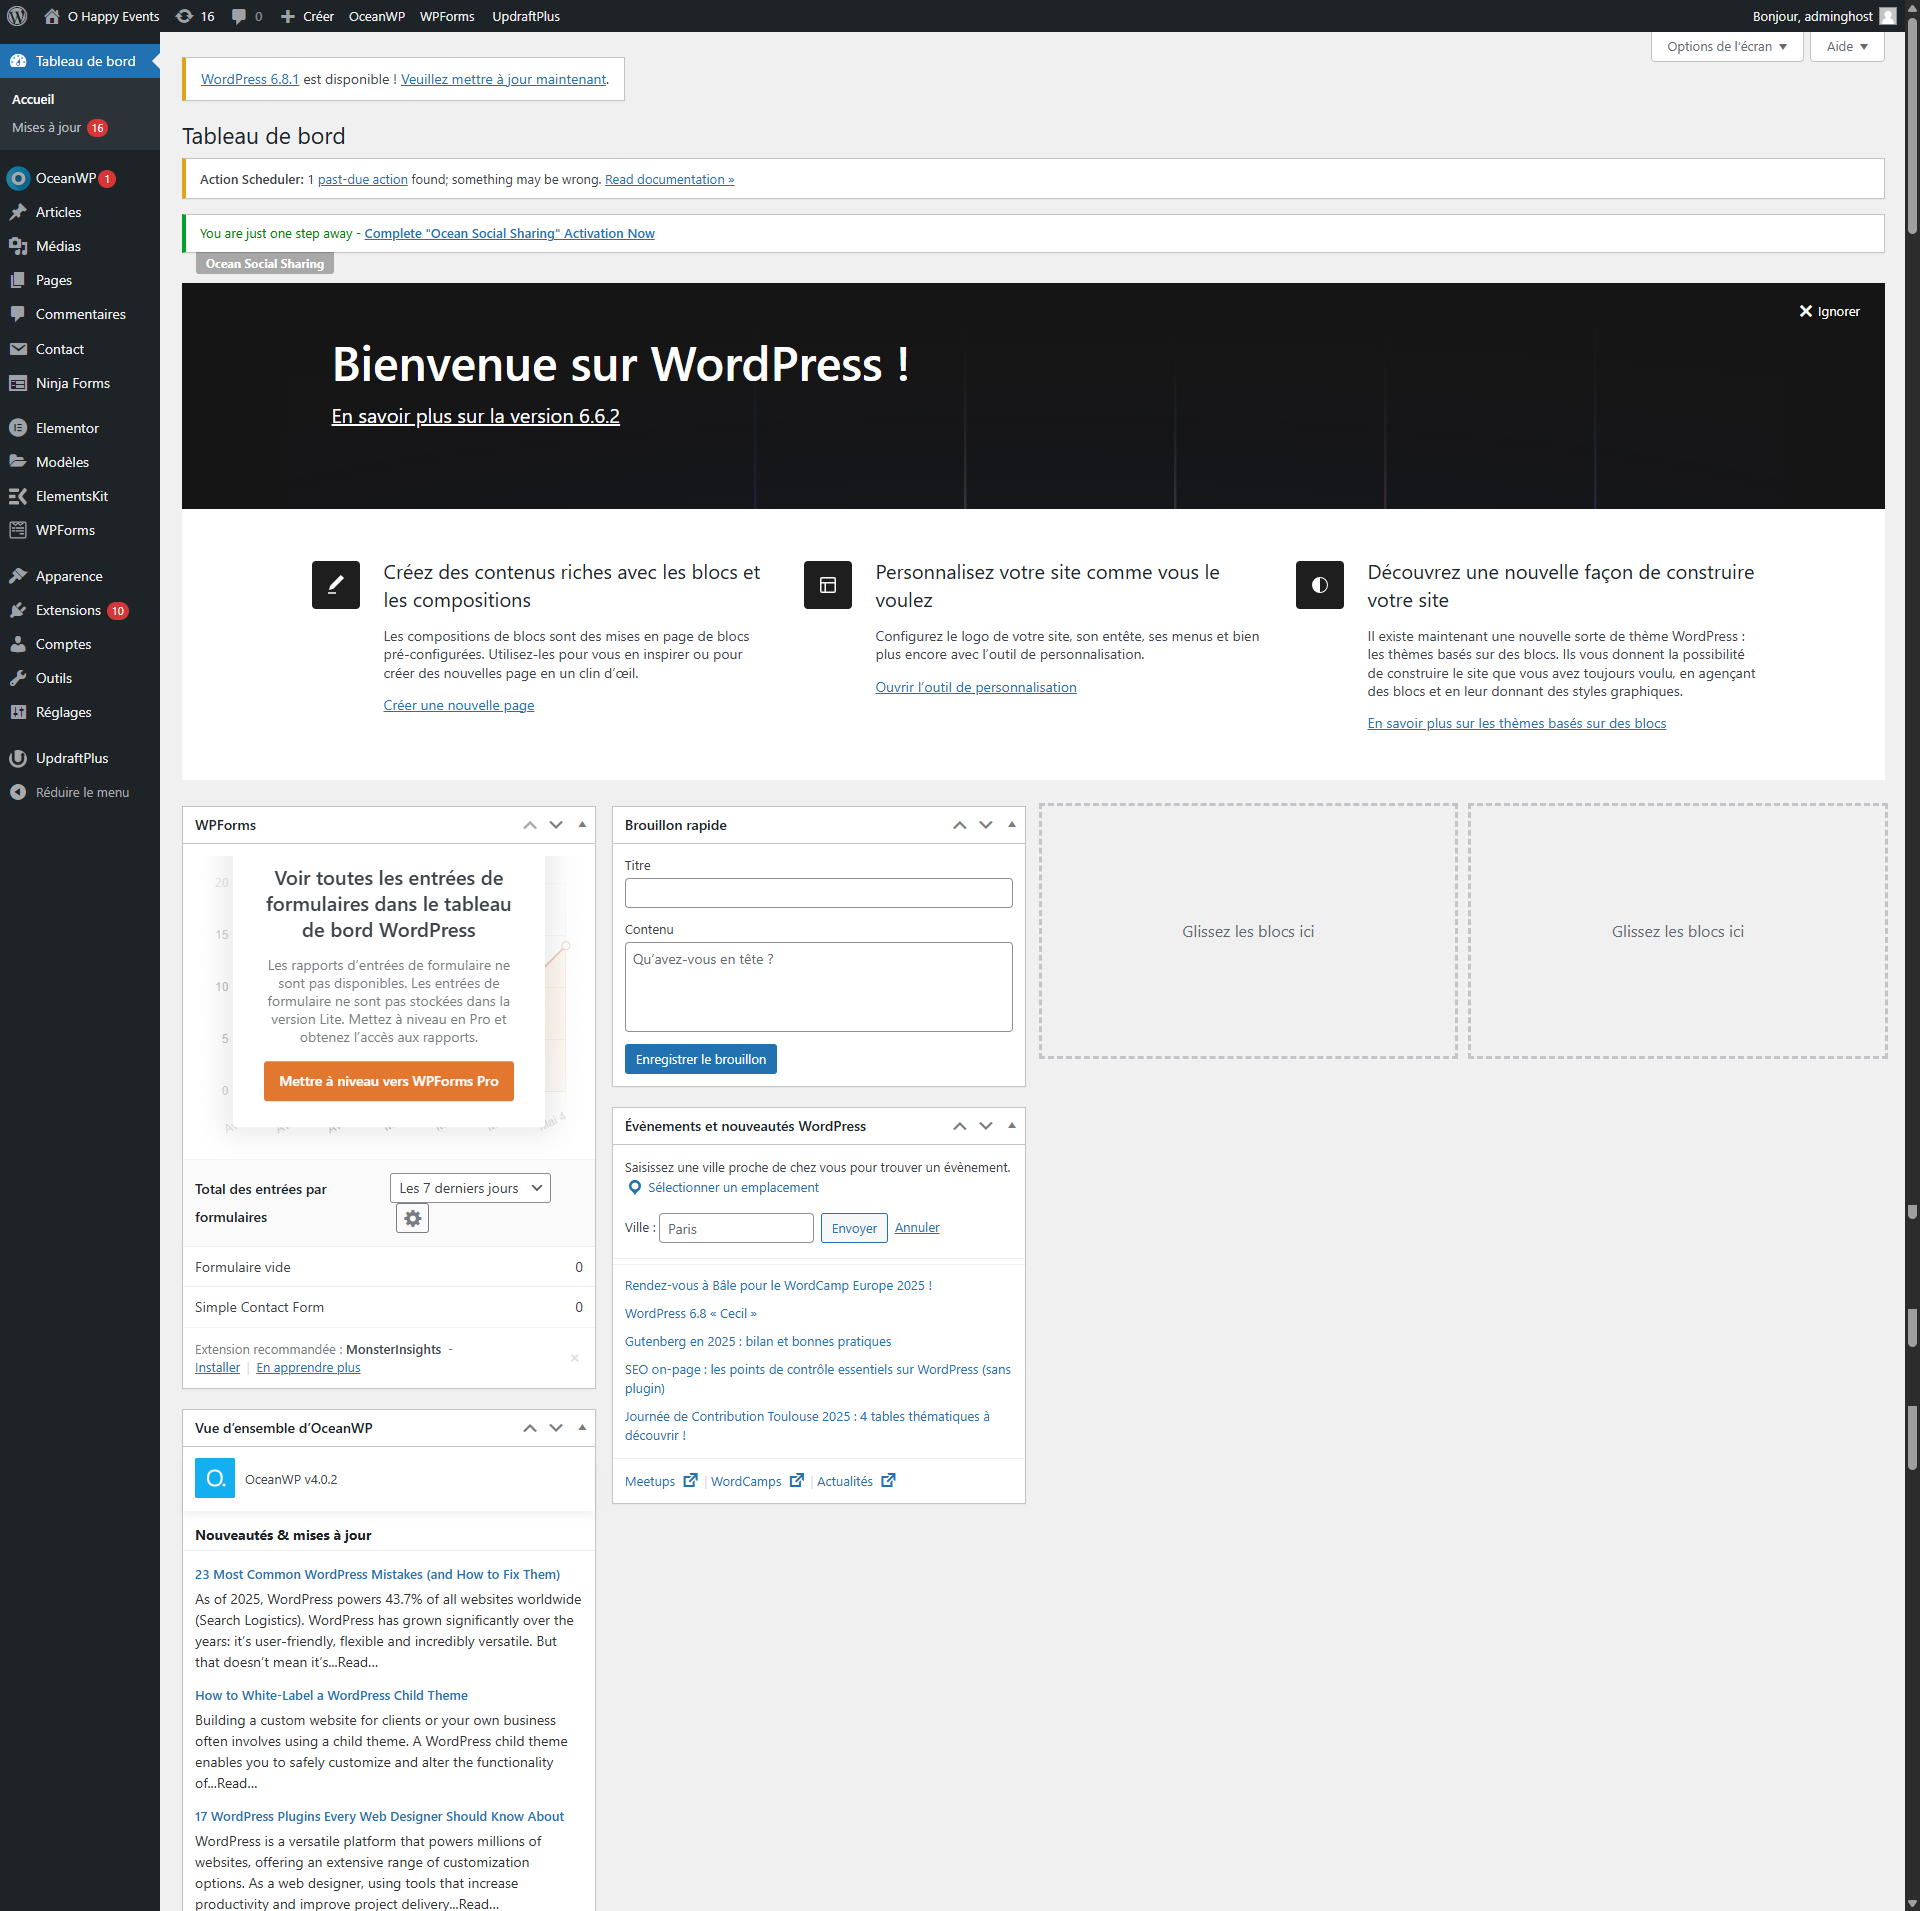 O Happy Events
16
0
Créer
OceanWP
WPForms
UpdraftPlus
Bonjour, adminghost
Tableau de bord
Accueil
Mises à jour 16
OceanWP 1
Articles
Médias
Pages
Commentaires
Contact
Ninja Forms
Elementor
Modèles
ElementsKit
WPForms
Apparence
Extensions 10
Comptes
Outils
Réglages
UpdraftPlus
Réduire le menu
Options de l’écran
Aide
WordPress 6.8.1 est disponible ! Veuillez mettre à jour maintenant.
Tableau de bord
Action Scheduler: 1 past-due action found; something may be wrong. Read documentation »
You are just one step away - Complete "Ocean Social Sharing" Activation Now
Ocean Social Sharing
Ignorer
Bienvenue sur WordPress !
En savoir plus sur la version 6.6.2
Créez des contenus riches avec les blocs et
les compositions
Les compositions de blocs sont des mises en page de blocs
pré-configurées. Utilisez-les pour vous en inspirer ou pour
créer des nouvelles page en un clin d’œil.
Créer une nouvelle page
Personnalisez votre site comme vous le
voulez
Configurez le logo de votre site, son entête, ses menus et bien
plus encore avec l’outil de personnalisation.
Ouvrir l’outil de personnalisation
Découvrez une nouvelle façon de construire
votre site
Il existe maintenant une nouvelle sorte de thème WordPress :
les thèmes basés sur des blocs. Ils vous donnent la possibilité
de construire le site que vous avez toujours voulu, en agençant
des blocs et en leur donnant des styles graphiques.
En savoir plus sur les thèmes basés sur des blocs
WPForms
20
15
10
5
0
Voir toutes les entrées de
formulaires dans le tableau
de bord WordPress
Les rapports d’entrées de formulaire ne
sont pas disponibles. Les entrées de
formulaire ne sont pas stockées dans la
version Lite. Mettez à niveau en Pro et
obtenez l’accès aux rapports.
Mettre à niveau vers WPForms Pro
Mai 4
Total des entrées par
formulaires
Les 7 derniers jours
Formulaire vide 0
Simple Contact Form 0
Extension recommandée : MonsterInsights -
Installer | En apprendre plus
Vue d’ensemble d’OceanWP
O.
OceanWP v4.0.2
Nouveautés & mises à jour
23 Most Common WordPress Mistakes (and How to Fix Them)
As of 2025, WordPress powers 43.7% of all websites worldwide
(Search Logistics). WordPress has grown significantly over the
years: it’s user-friendly, flexible and incredibly versatile. But
that doesn’t mean it’s...Read...
How to White-Label a WordPress Child Theme
Building a custom website for clients or your own business
often involves using a child theme. A WordPress child theme
enables you to safely customize and alter the functionality
of...Read...
17 WordPress Plugins Every Web Designer Should Know About
WordPress is a versatile platform that powers millions of
websites, offering an extensive range of customization
options. As a web designer, using tools that increase
productivity and improve project delivery...Read...
Brouillon rapide
Titre
Contenu
Qu’avez-vous en tête ?
Enregistrer le brouillon
Évènements et nouveautés WordPress
Saisissez une ville proche de chez vous pour trouver un évènement.
Sélectionner un emplacement
Ville : Paris Envoyer Annuler
Rendez-vous à Bâle pour le WordCamp Europe 2025 !
WordPress 6.8 « Cecil »
Gutenberg en 2025 : bilan et bonnes pratiques
SEO on-page : les points de contrôle essentiels sur WordPress (sans
plugin)
Journée de Contribution Toulouse 2025 : 4 tables thématiques à
découvrir !
Meetups | WordCamps | Actualités
Glissez les blocs ici
Glissez les blocs ici